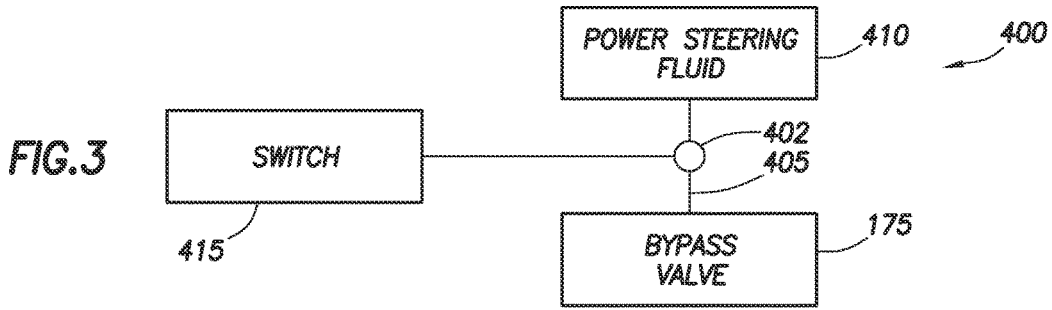 POWER STEERING
FLUID
410
400
FIG.3
SWITCH
402
405
415
BYPASS
VALVE
175